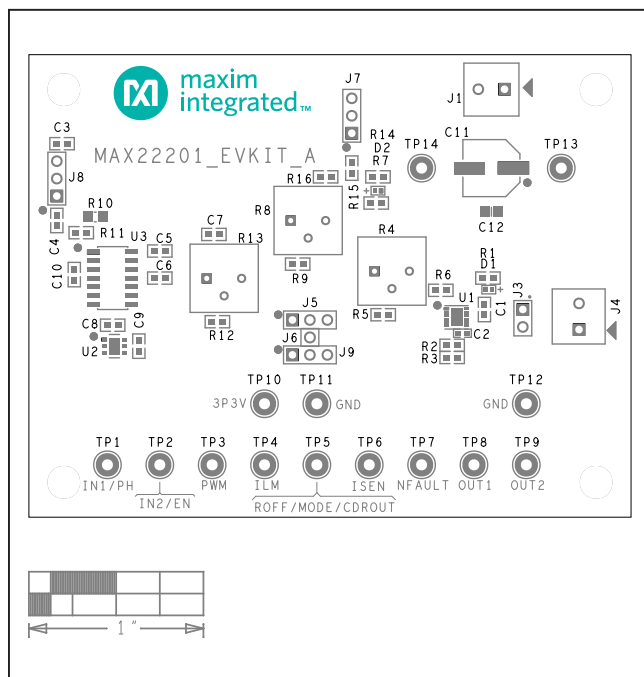 maxim
integrated™
MAX22201_EVKIT_A
J7
J1
C11
TP14
TP13
C3
J8
R14
D2
R7
R16
R15
C12
R10
C4
R11
U3
C7
R8
R13
R4
C5
C6
C10
R9
R6
R1
D1
U1
C1
J3
J4
C8
C9
U2
R12
J5
R5
C2
J6
J9
R2
R3
TP10
TP11
TP12
3P3V
GND
GND
TP1
TP2
TP3
TP4
TP5
TP6
TP7
TP8
TP9
IN1/PH
PWM
ILM
ISEN
NFAULT
OUT1
OUT2
IN2/EN
ROFF/MODE/CDROUT
1"